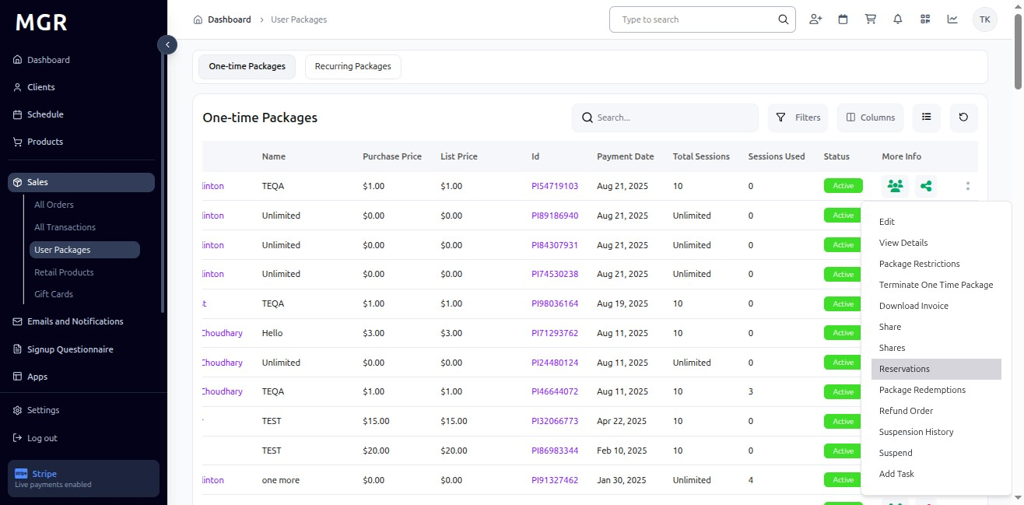 MGR
Dashboard
Clients
Schedule
Products
Sales
All Orders
All Transactions
User Packages
Retail Products
Gift Cards
Emails and Notifications
Signup Questionnaire
Apps
Settings
Log out
stripe Stripe
Live payments enabled
Dashboard > User Packages
Type to search
TK
One-time Packages Recurring Packages
One-time Packages
Search... Filters Columns
Name Purchase Price List Price Id Payment Date Total Sessions Sessions Used Status More Info
linton TEQA $1.00 $1.00 PI54719103 Aug 21, 2025 10 0 Active
Unlimited $0.00 $0.00 PI89186940 Aug 21, 2025 Unlimited 0 Active
linton Unlimited $0.00 $0.00 PI84307931 Aug 21, 2025 Unlimited 0 Active
linton Unlimited $0.00 $0.00 PI74530238 Aug 21, 2025 Unlimited 0 Active
TEQA $1.00 $1.00 PI98036164 Aug 19, 2025 10 0 Active
Choudhary Hello $3.00 $3.00 PI71293762 Aug 11, 2025 10 0 Active
Choudhary Unlimited $0.00 $0.00 PI24480124 Aug 11, 2025 Unlimited 0 Active
Choudhary TEQA $1.00 $1.00 PI46644072 Aug 11, 2025 10 3 Active
TEST $15.00 $15.00 PI32066773 Apr 22, 2025 10 0 Active
TEST $20.00 $20.00 PI86983344 Feb 10, 2025 10 0 Active
linton one more $0.00 $0.00 PI91327462 Jan 30, 2025 Unlimited 4 Active
Edit
View Details
Package Restrictions
Terminate One Time Package
Download Invoice
Share
Shares
Reservations
Package Redemptions
Refund Order
Suspension History
Suspend
Add Task